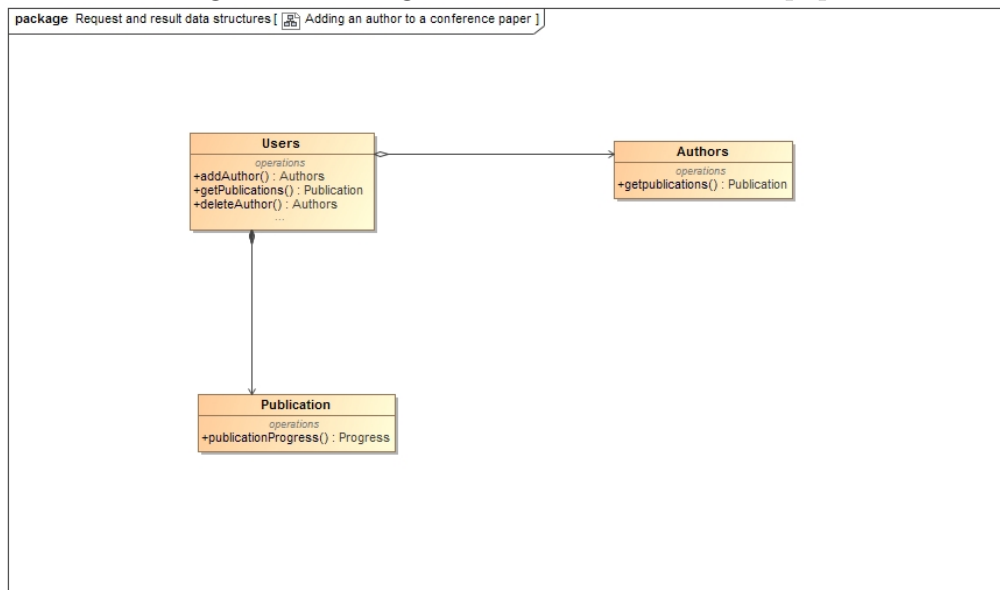 package Request and result data structures [ Adding an author to a conference paper ]
Users
operations
+addAuthor() : Authors
+getPublications() : Publication
+deleteAuthor() : Authors
...
Authors
operations
+getpublications() : Publication
Publication
operations
+publicationProgress() : Progress